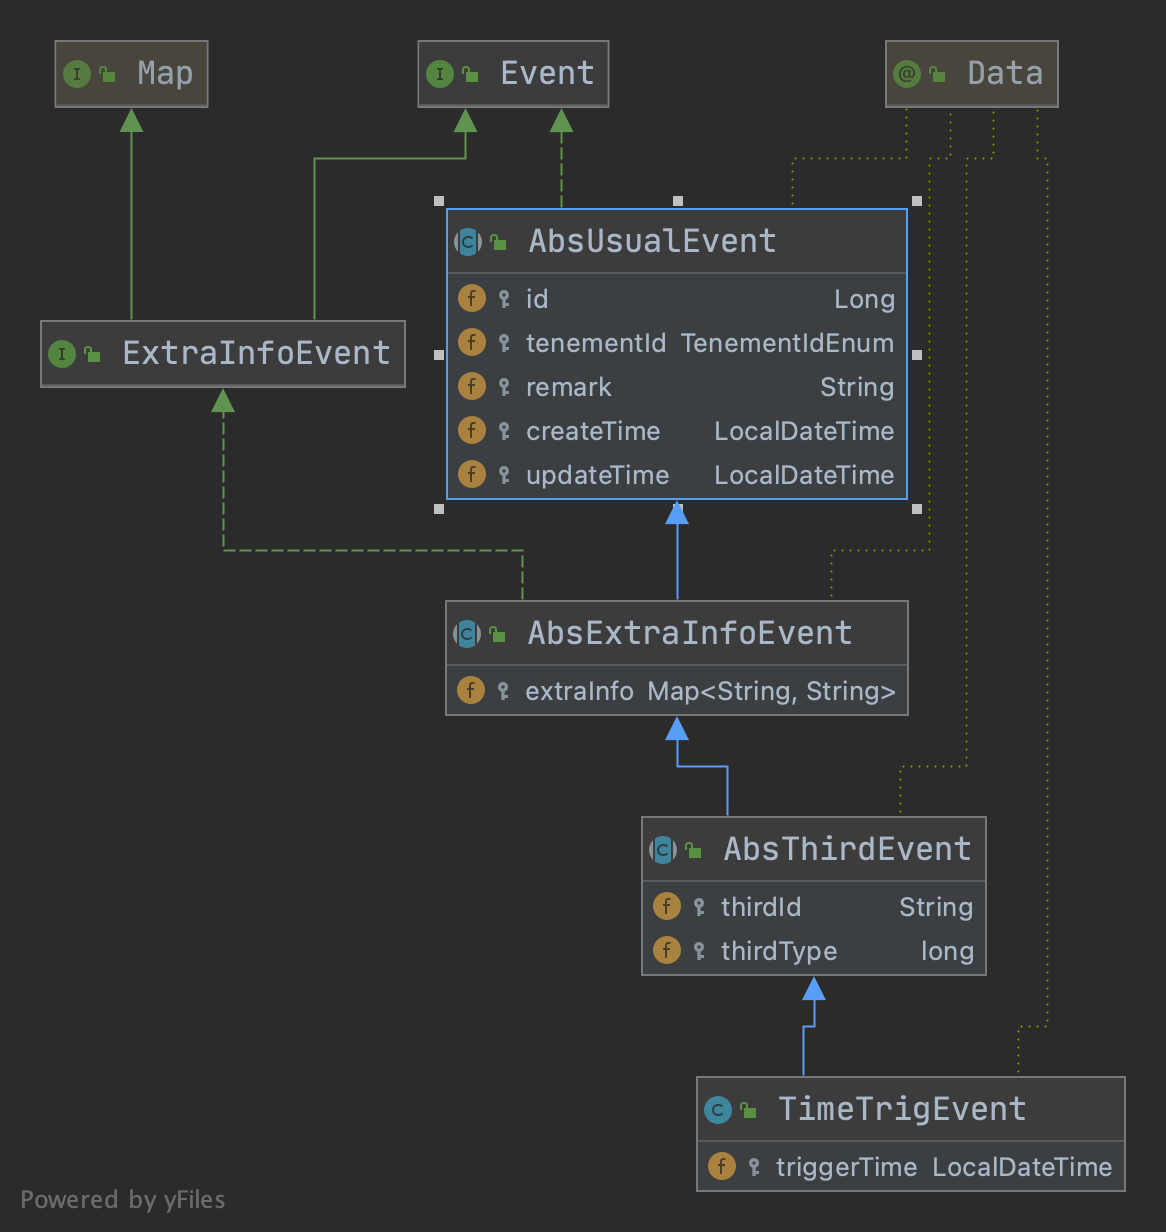 Map
Event
Data
AbsUsualEvent
id Long
tenementId TenementIdEnum
remark String
createTime LocalDateTime
updateTime LocalDateTime
ExtraInfoEvent
AbsExtraInfoEvent
extraInfo Map<String, String>
AbsThirdEvent
thirdId String
thirdType long
TimeTrigEvent
triggerTime LocalDateTime
Powered by yFiles